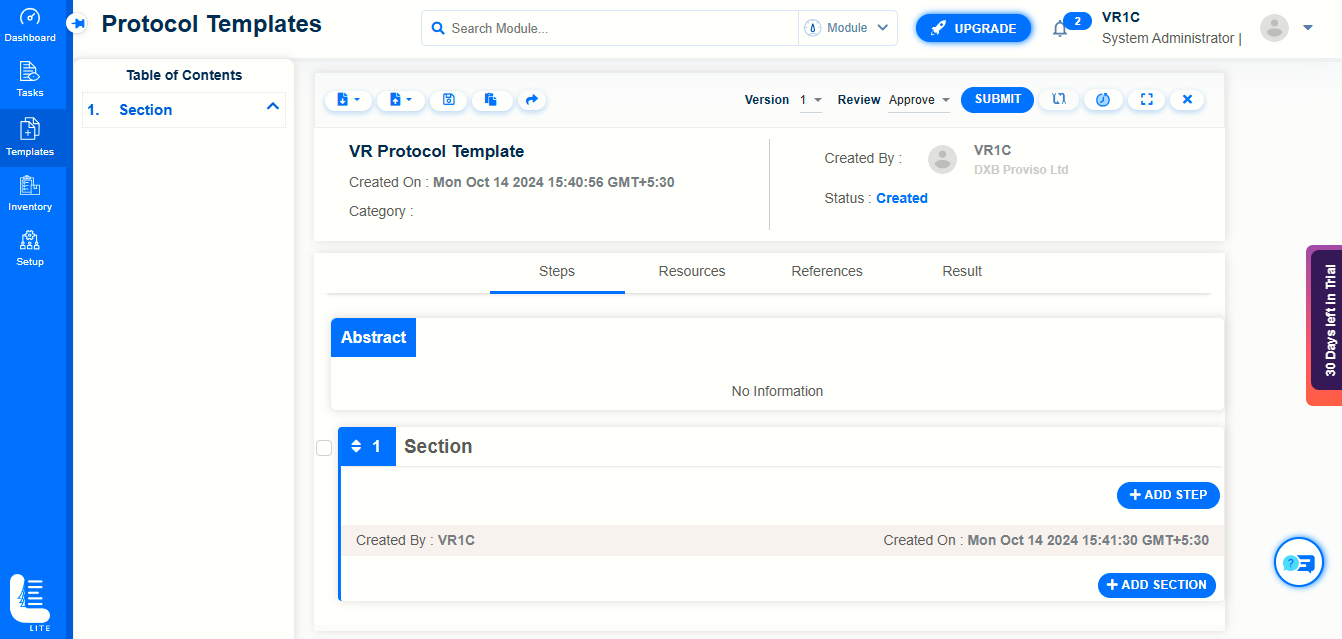 Dashboard
Tasks
Templates
Inventory
Setup
LITE
Protocol Templates
Search Module...
Module
UPGRADE
2
VR1C
System Administrator |
Table of Contents
1. Section
Version 1 Review Approve SUBMIT
VR Protocol Template
Created On : Mon Oct 14 2024 15:40:56 GMT+5:30
Category :
Created By : VR1C
DXB Proviso Ltd
Status : Created
Steps Resources References Result
Abstract
No Information
1 Section
ADD STEP
Created By : VR1C Created On : Mon Oct 14 2024 15:41:30 GMT+5:30
ADD SECTION
30 Days left in Trial
?